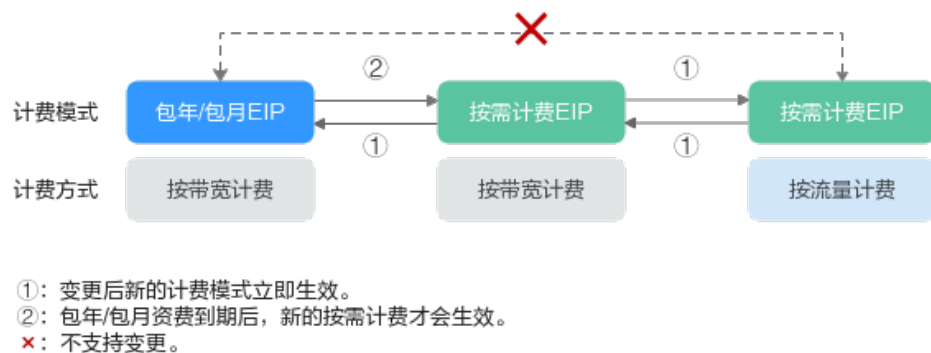 ② ①
计费模式 包年/包月EIP 按需计费EIP 按需计费EIP
① ①
计费方式 按带宽计费 按带宽计费 按流量计费
①：变更后新的计费模式立即生效。
②：包年/包月资费到期后，新的按需计费才会生效。
×：不支持变更。